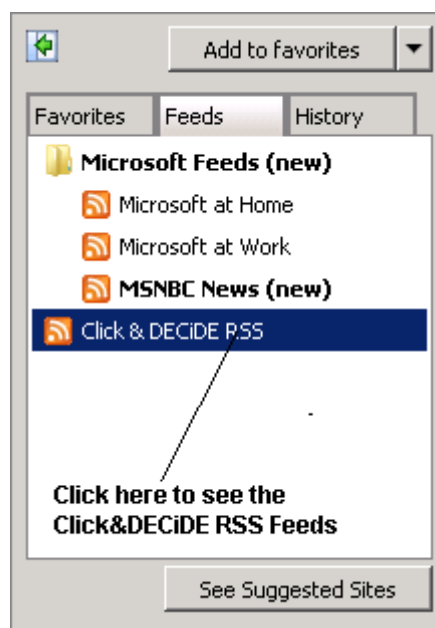 Add to favorites
Favorites Feeds History
Microsoft Feeds (new)
Microsoft at Home
Microsoft at Work
MSNBC News (new)
Click & DECiDE RSS
Click here to see the
Click&DECiDE RSS Feeds
See Suggested Sites